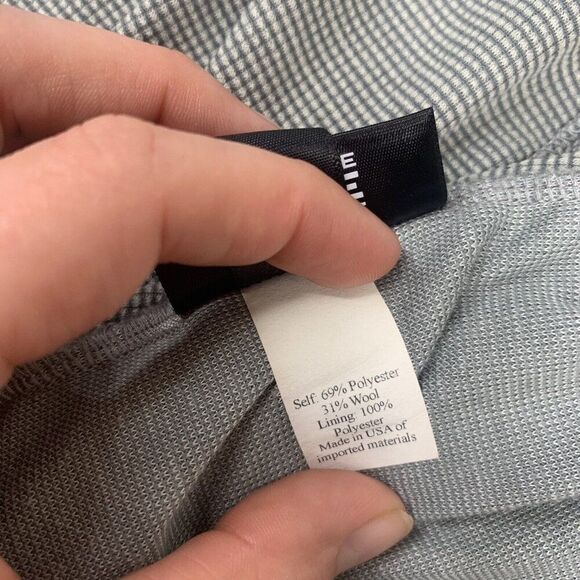 Self: 69% Polyester
31% Wool
Lining: 100%
Polyester
Made in USA of
imported materials